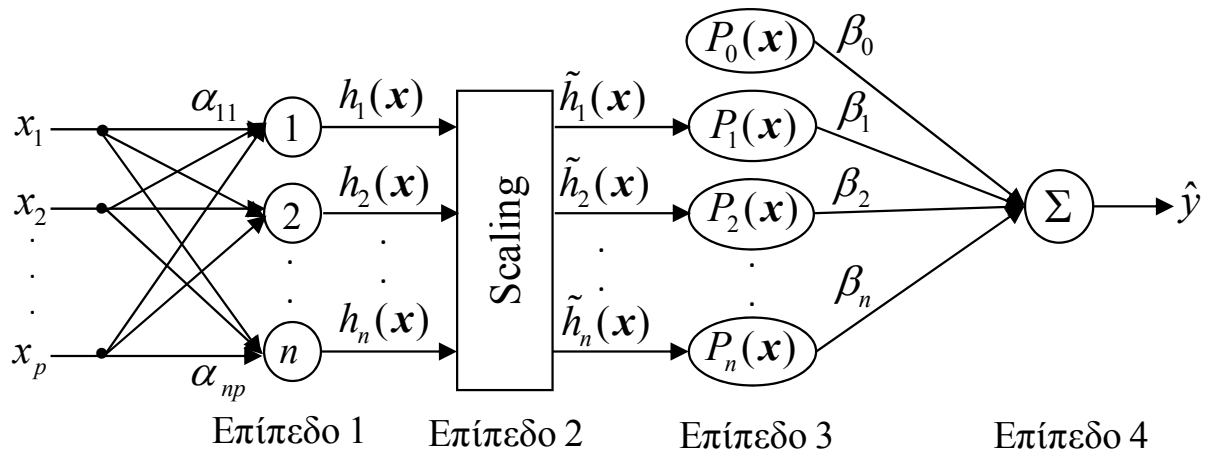 P₀(x) β₀
x₁ α₁₁ 1 h₁(x) h̃₁(x) P₁(x) β₁
x₂ 2 h₂(x) Scaling h̃₂(x) P₂(x) β₂ Σ ŷ
xₚ αₙₚ n hₙ(x) h̃ₙ(x) Pₙ(x) βₙ
Επίπεδο 1 Επίπεδο 2 Επίπεδο 3 Επίπεδο 4